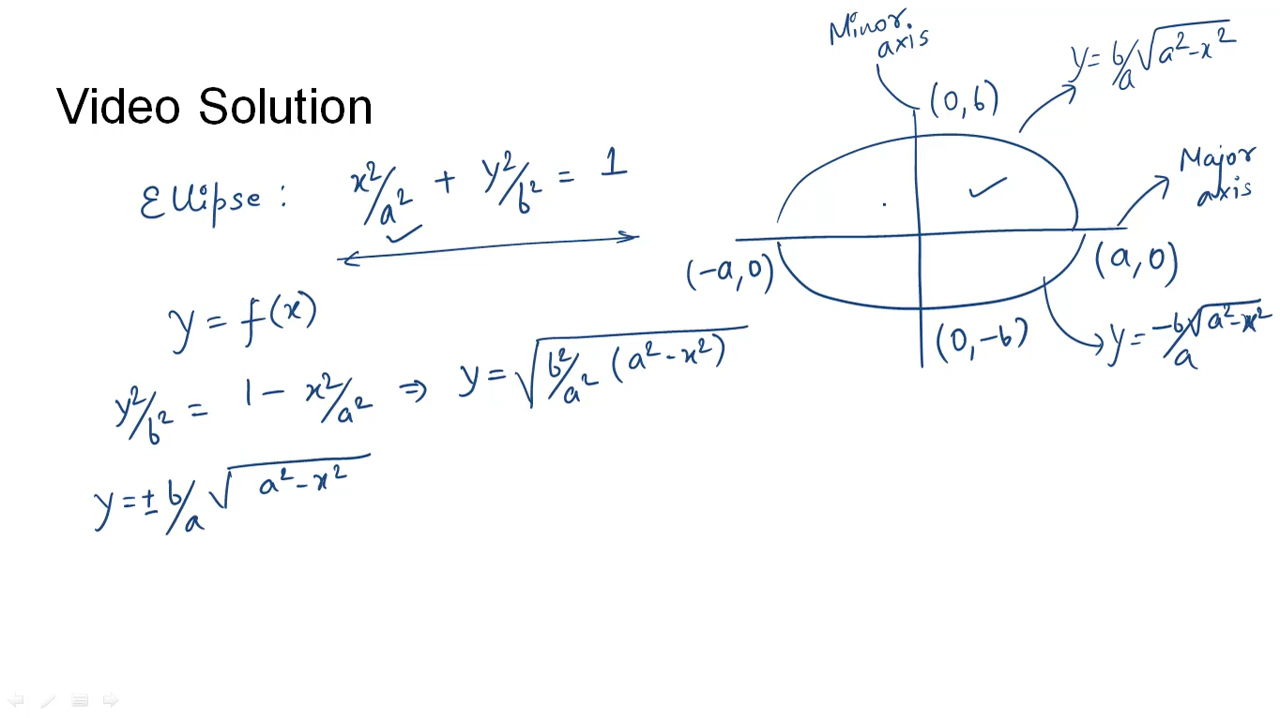 Video Solution
Ellipse : x²/a² + y²/b² = 1
y = f(x)
y²/b² = 1 - x²/a² ⇒ y = √(b²/a² (a² - x²))
y = ± b/a √(a² - x²)
Minor.
axis
(0, b)
y = b/a √(a² - x²)
Major
axis
(-a, 0)
(a, 0)
(0, -b)
y = -b/a √(a² - x²)